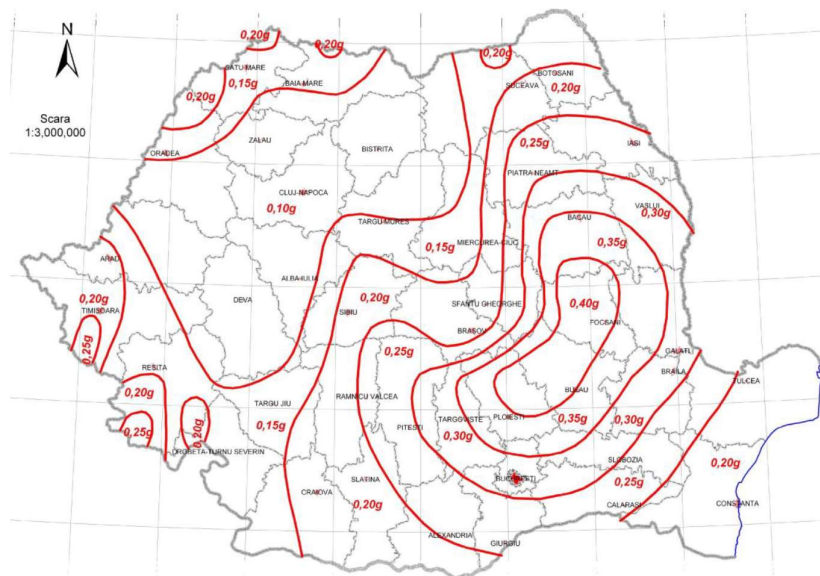 N
Scara
1:3,000,000
0,20g
0,20g
0,20g
SATU-MARE
0,15g
BAIA-MARE
0,20g
SUCEAVA
BOTOSANI
0,20g
ORADEA
ZALAU
BISTRITA
0,25g
IASI
PIATRA-NEAMT
CLUJ-NAPOCA
0,10g
TARGU-MURES
VASLUI
0,30g
BACAU
0,15g
MIERCUREA-CIUC
0,35g
ARAD
ALBA-IULIA
DEVA
0,20g
TIMISOARA
0,20g
SIBIU
SFANTU GHEORGHE
0,40g
FOCSANI
BRASOV
0,25g
0,25g
GALATI
BRAILA
TULCEA
RESITA
0,20g
RAMNICU VALCEA
BUZAU
TARGU JIU
0,15g
0,25g
0,20g
PITESTI
TARGOVISTE
PLOIESTI
0,35g
0,30g
0,30g
DROBETA-TURNU SEVERIN
SLOBOZIA
0,20g
CRAIOVA
SLATINA
0,20g
BUCURESTI
0,25g
CALARASI
CONSTANTA
ALEXANDRIA
GIURGIU